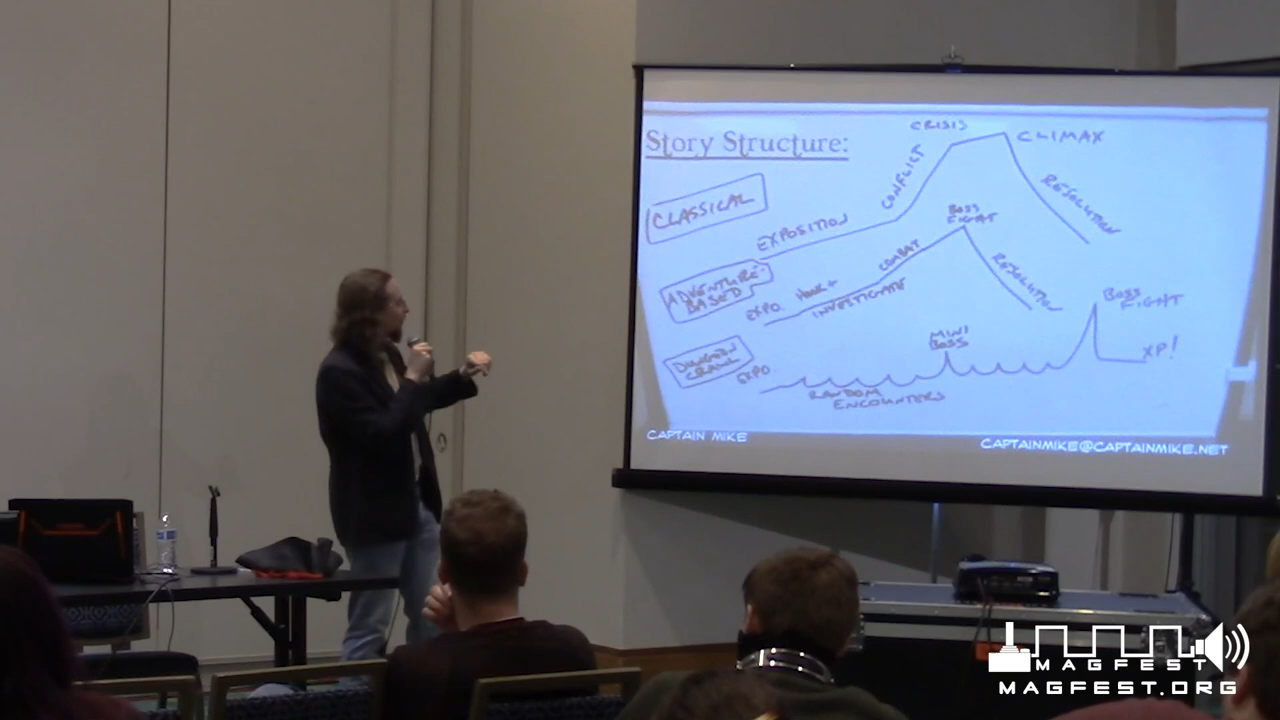 Story Structure:
CLASSICAL
EXPOSITION
CONFLICT
CRISIS
CLIMAX
RESOLUTION
ADVENTURE-
BASED
EXPO.
HOOK +
INVESTIGATE
COMBAT
BOSS
FIGHT
RESOLUTION
DUNGEON
CRAWL
EXPO.
RANDOM
ENCOUNTERS
MINI
BOSS
BOSS
FIGHT
XP!
CAPTAIN MIKE
CAPTAINMIKE@CAPTAINMIKE.NET
MAGFEST
MAGFEST.ORG